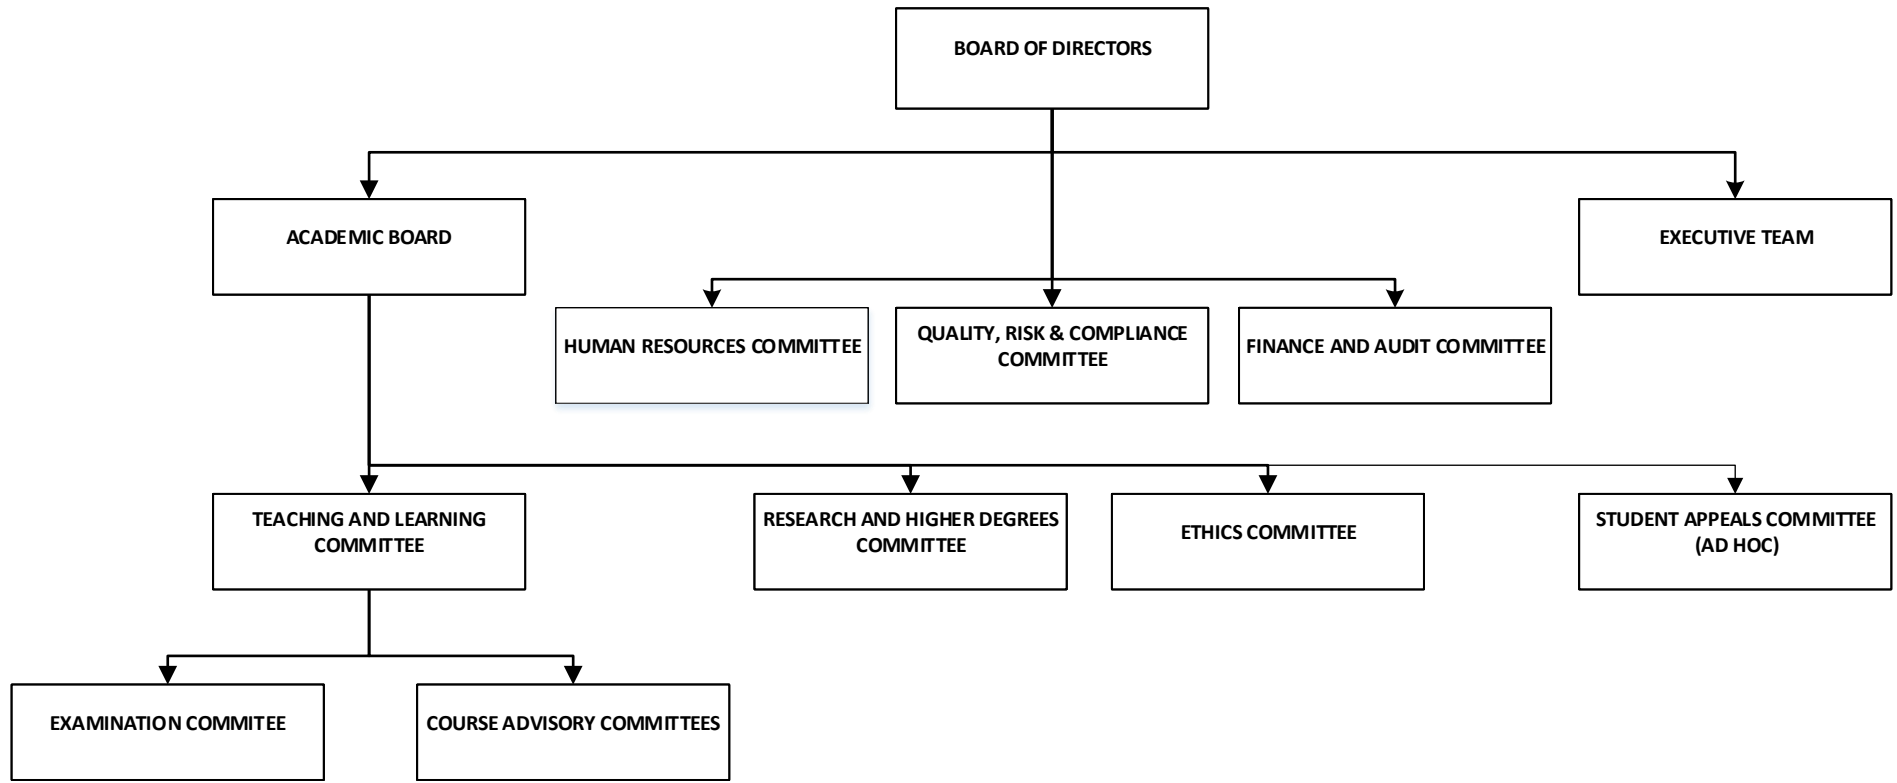 BOARD OF DIRECTORS
ACADEMIC BOARD
EXECUTIVE TEAM
HUMAN RESOURCES COMMITTEE
QUALITY, RISK & COMPLIANCE
COMMITTEE
FINANCE AND AUDIT COMMITTEE
TEACHING AND LEARNING
COMMITTEE
RESEARCH AND HIGHER DEGREES
COMMITTEE
ETHICS COMMITTEE
STUDENT APPEALS COMMITTEE
(AD HOC)
EXAMINATION COMMITEE
COURSE ADVISORY COMMITTEES